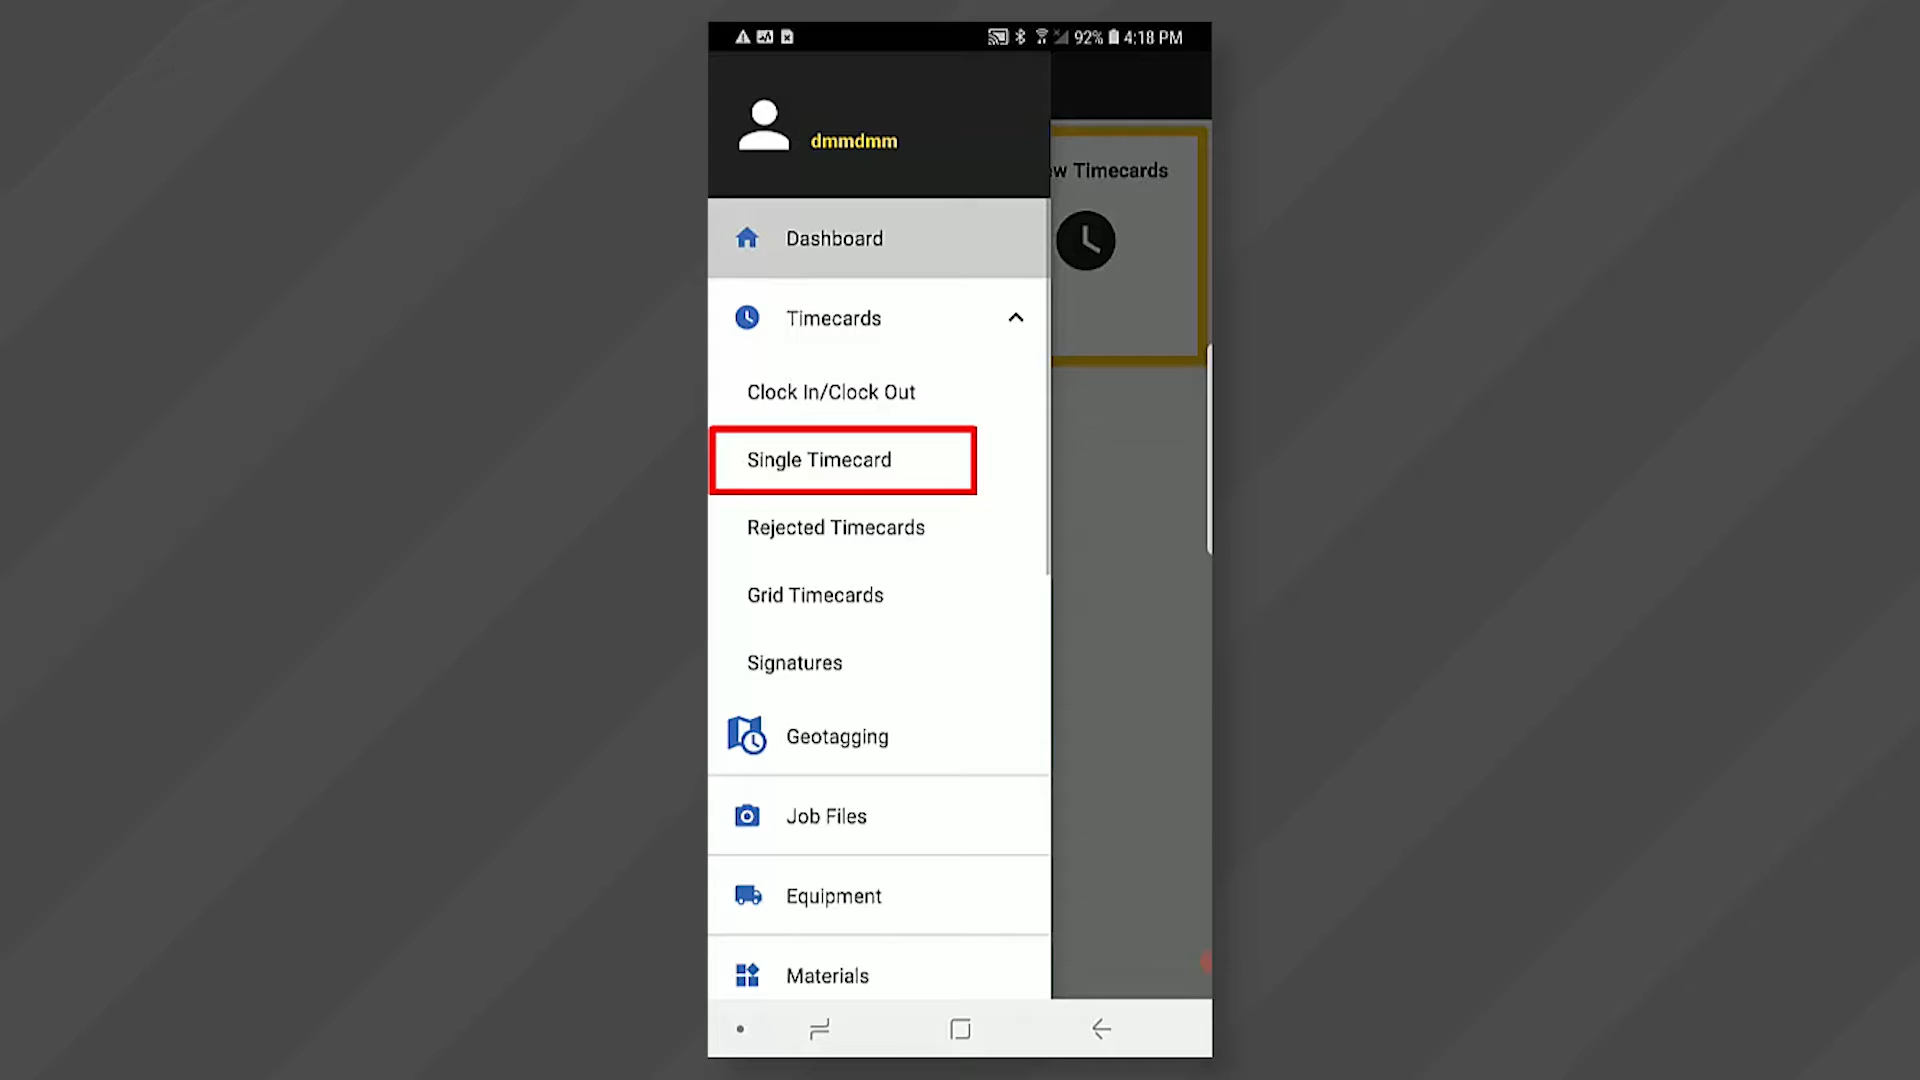 92% 4:18 PM
dmmdmm
w Timecards
Dashboard
Timecards
Clock In/Clock Out
Single Timecard
Rejected Timecards
Grid Timecards
Signatures
Geotagging
Job Files
Equipment
Materials